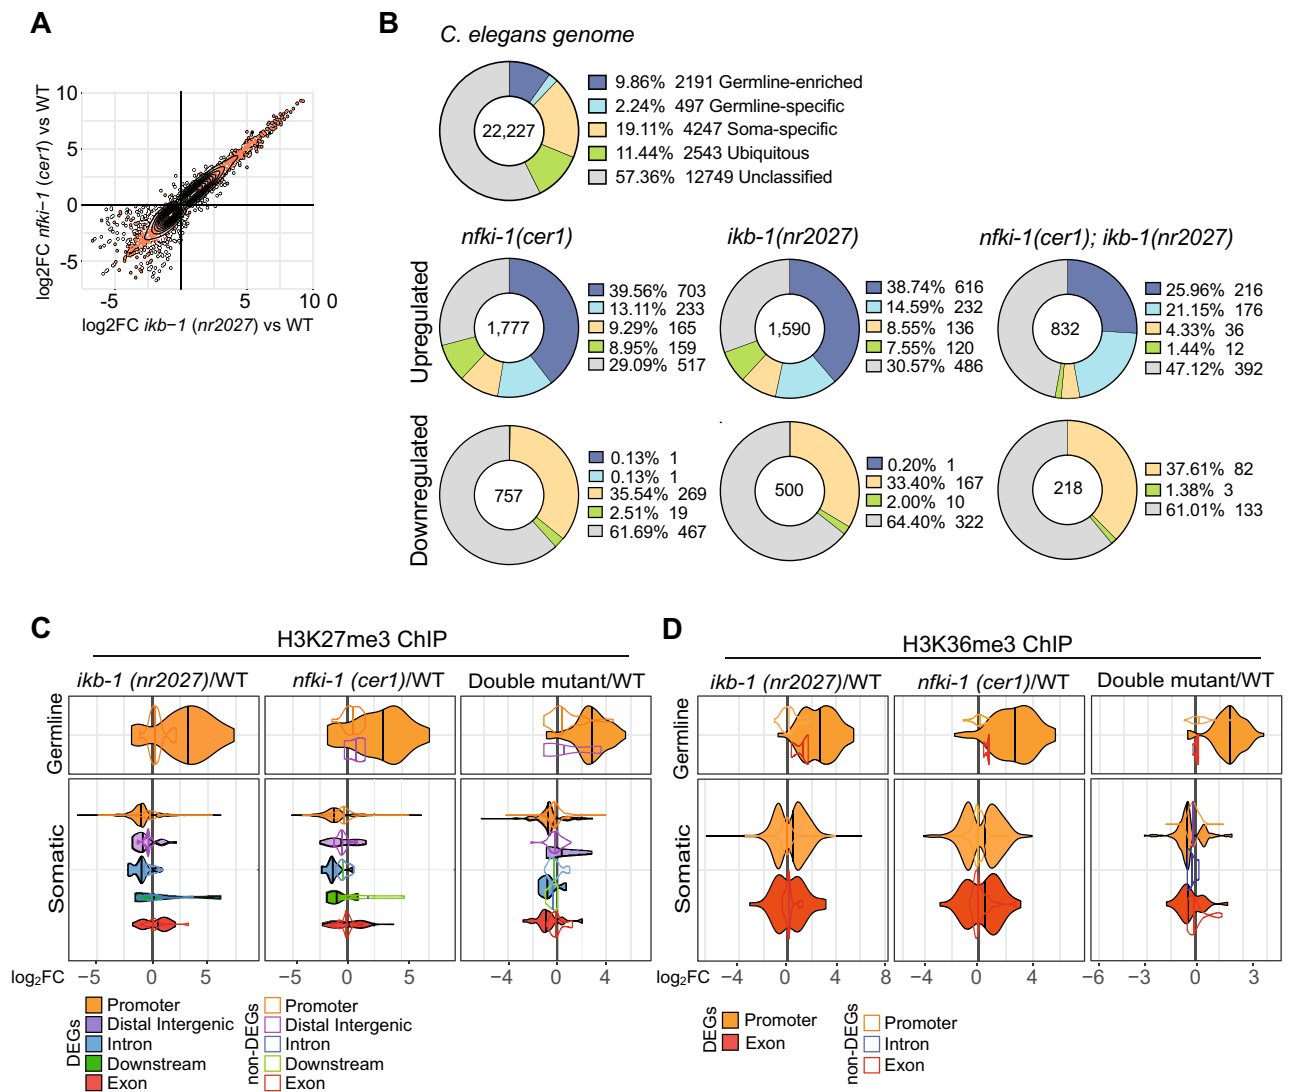 A
log2FC nfki−1 (cer1) vs WT
10
5
0
-5
-5
5
10 0
log2FC ikb−1 (nr2027) vs WT
B
C. elegans genome
22,227
9.86% 2191 Germline-enriched
2.24% 497 Germline-specific
19.11% 4247 Soma-specific
11.44% 2543 Ubiquitous
57.36% 12749 Unclassified
nfki-1(cer1)
ikb-1(nr2027)
nfki-1(cer1); ikb-1(nr2027)
Upregulated
1,777
39.56% 703
13.11% 233
9.29% 165
8.95% 159
29.09% 517
1,590
38.74% 616
14.59% 232
8.55% 136
7.55% 120
30.57% 486
832
25.96% 216
21.15% 176
4.33% 36
1.44% 12
47.12% 392
Downregulated
757
0.13% 1
0.13% 1
35.54% 269
2.51% 19
61.69% 467
500
0.20% 1
33.40% 167
2.00% 10
64.40% 322
218
37.61% 82
1.38% 3
61.01% 133
C
H3K27me3 ChIP
ikb-1 (nr2027)/WT
nfki-1 (cer1)/WT
Double mutant/WT
Germline
Somatic
log2FC
−5 0 5
−5 0 5
−4 0 4
DEGs
Promoter
Distal Intergenic
Intron
Downstream
Exon
non-DEGs
Promoter
Distal Intergenic
Intron
Downstream
Exon
D
H3K36me3 ChIP
ikb-1 (nr2027)/WT
nfki-1 (cer1)/WT
Double mutant/WT
Germline
Somatic
log2FC
−4 0 4 8
−4 0 4
−6 −3 0 3
DEGs
Promoter
Exon
non-DEGs
Promoter
Intron
Exon